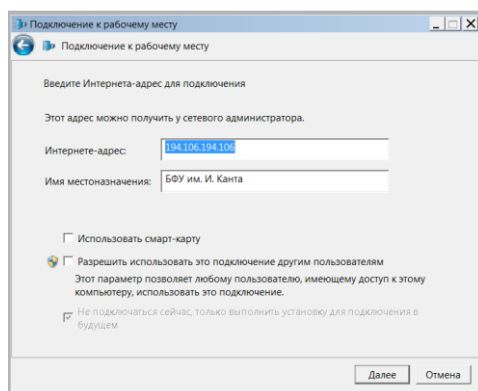 Подключение к рабочему месту
Подключение к рабочему месту
Введите Интернета-адрес для подключения
Этот адрес можно получить у сетевого администратора.
Интернете-адрес: 194.106.194.106
Имя местоназначения: БФУ им. И. Канта
Использовать смарт-карту
Разрешить использовать это подключение другим пользователям
Этот параметр позволяет любому пользователю, имеющему доступ к этому
компьютеру, использовать это подключение.
Не подключаться сейчас, только выполнить установку для подключения в
будущем
Далее Отмена